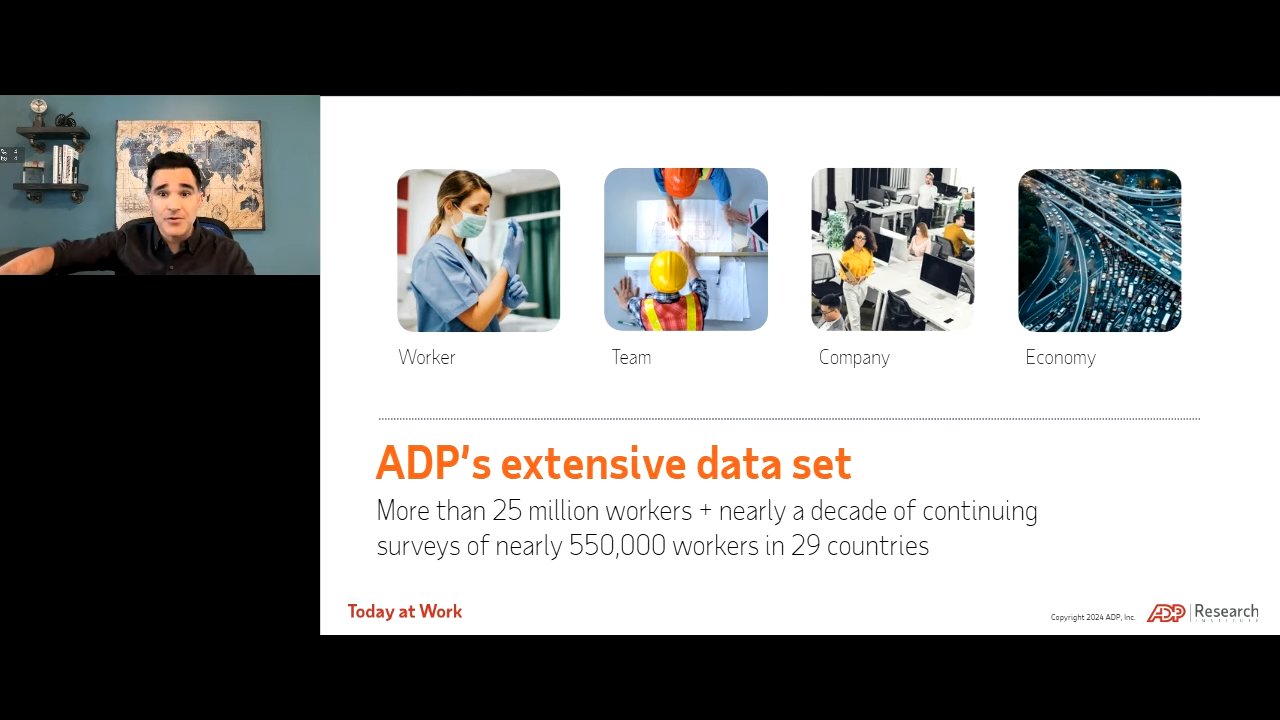 Worker
Team
Company
Economy
ADP's extensive data set
More than 25 million workers + nearly a decade of continuing
surveys of nearly 550,000 workers in 29 countries
Today at Work
Copyright 2024 ADP, Inc.
ADP
Research
INSTITUTE